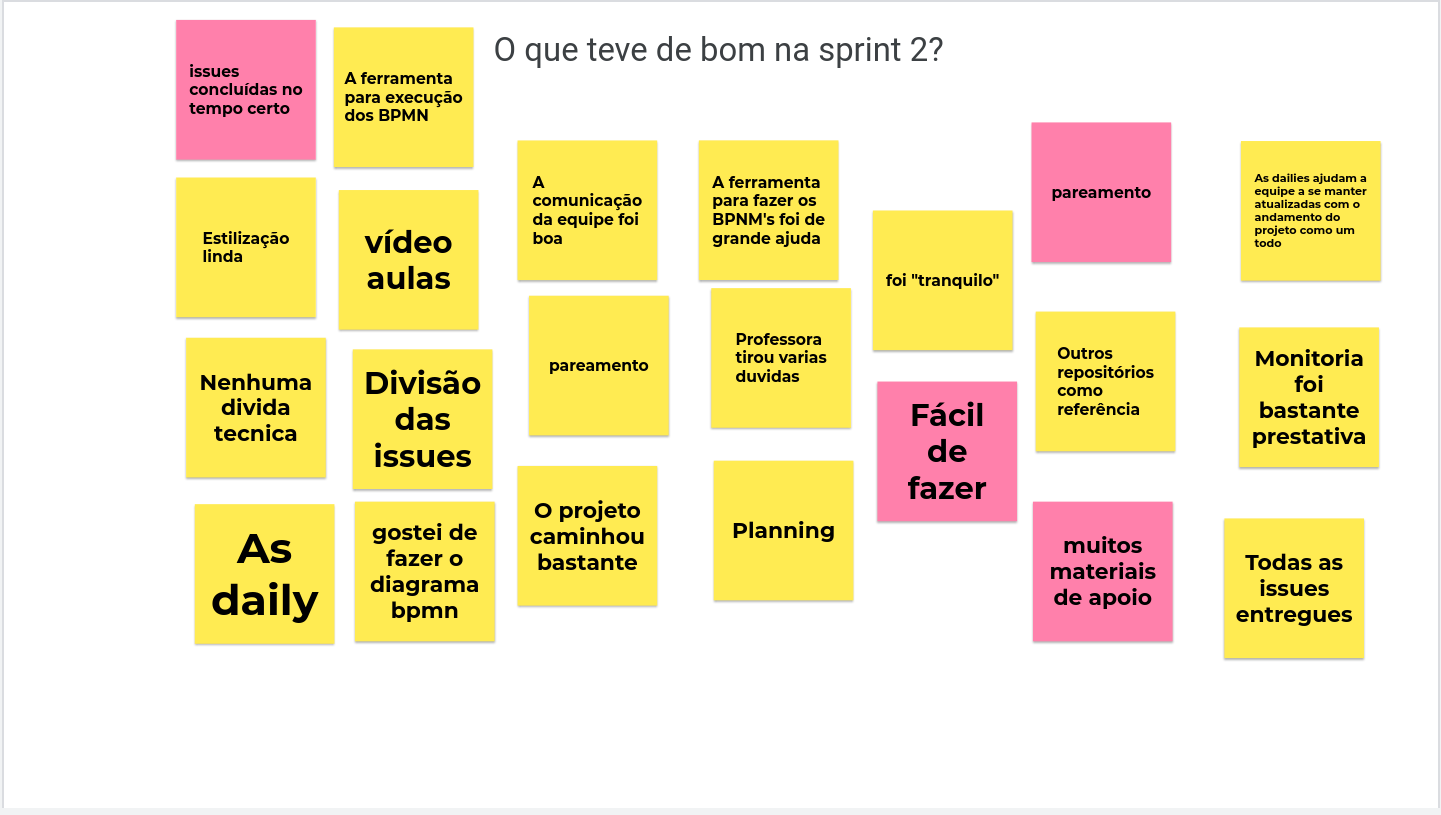 O que teve de bom na sprint 2?
issues
concluídas no
tempo certo
A ferramenta
para execução
dos BPMN
Estilização
linda
vídeo
aulas
Nenhuma
divida
tecnica
Divisão
das
issues
As
daily
gostei de
fazer o
diagrama
bpmn
A
comunicação
da equipe foi
boa
A ferramenta
para fazer os
BPNM's foi de
grande ajuda
pareamento
Professora
tirou varias
duvidas
O projeto
caminhou
bastante
Planning
foi "tranquilo"
Fácil
de
fazer
pareamento
Outros
repositórios
como
referência
muitos
materiais
de apoio
As dailies ajudam a
equipe a se manter
atualizadas com o
andamento do
projeto como um
todo
Monitoria
foi
bastante
prestativa
Todas as
issues
entregues